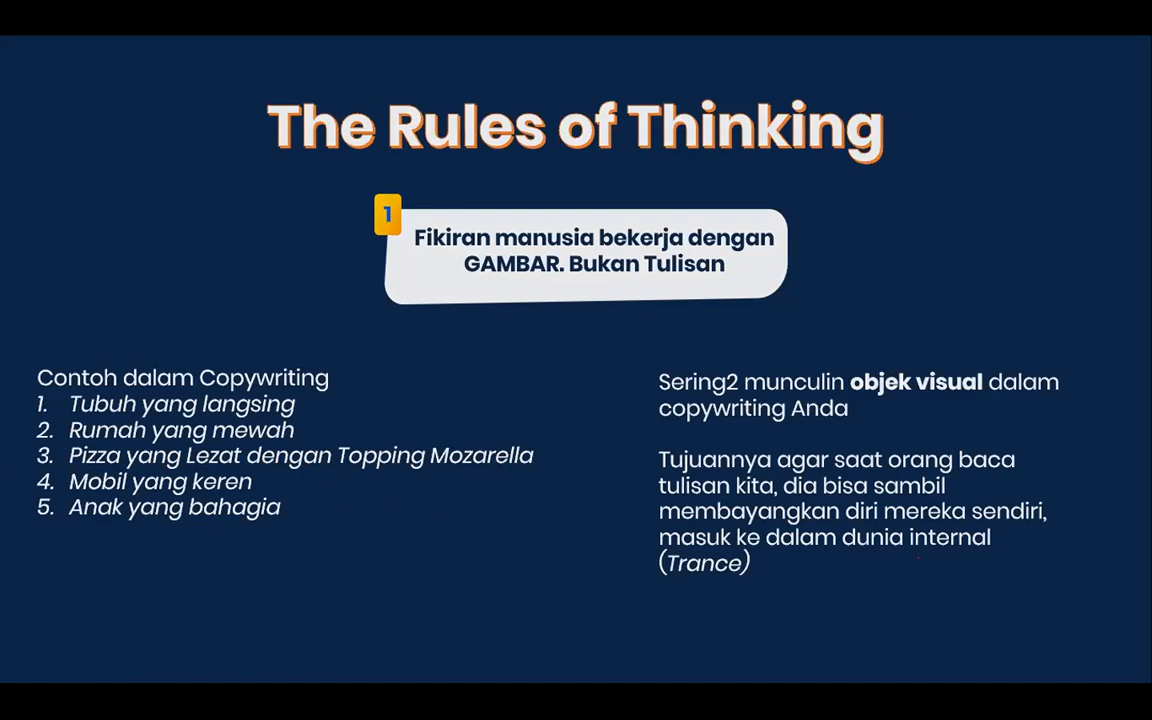 The Rules of Thinking
1
Fikiran manusia bekerja dengan
GAMBAR. Bukan Tulisan
Contoh dalam Copywriting
1. Tubuh yang langsing
2. Rumah yang mewah
3. Pizza yang Lezat dengan Topping Mozarella
4. Mobil yang keren
5. Anak yang bahagia
Sering2 munculin objek visual dalam
copywriting Anda
Tujuannya agar saat orang baca
tulisan kita, dia bisa sambil
membayangkan diri mereka sendiri,
masuk ke dalam dunia internal
(Trance)